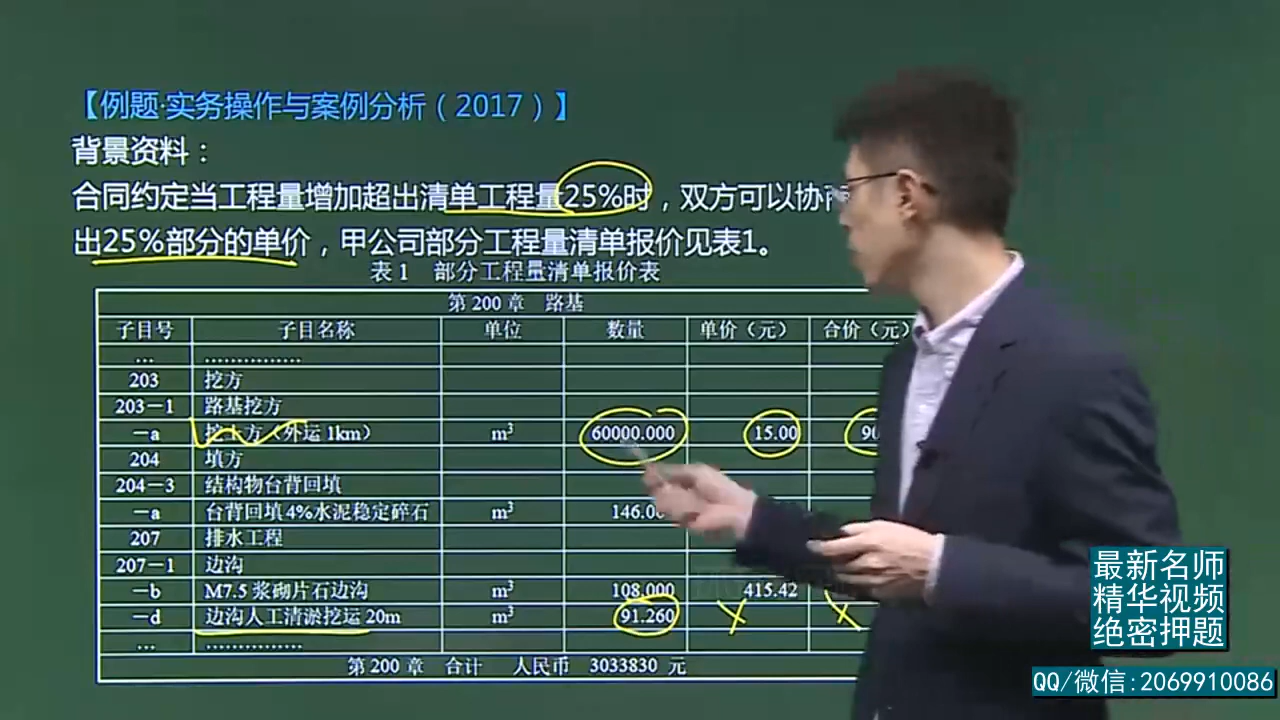 【例题·实务操作与案例分析（2017）】
背景资料：
合同约定当工程量增加超出清单工程量25%时，双方可以协商
出25%部分的单价，甲公司部分工程量清单报价见表1。
表1 部分工程量清单报价表
第200章 路基
子目号 子目名称 单位 数量 单价（元） 合价（元）
… ……………
203 挖方
203－1 路基挖方
－a 挖土方（外运1km） m³ 60000.000 15.00 90
204 填方
204－3 结构物台背回填
－a 台背回填4%水泥稳定碎石 m³ 146.00
207 排水工程
207－1 边沟
－b M7.5浆砌片石边沟 m³ 108.000 415.42
－d 边沟人工清淤挖运20m m³ 91.260
… ……………
第200章 合计 人民币 3033830 元
最新名师
精华视频
绝密押题
QQ/微信:2069910086